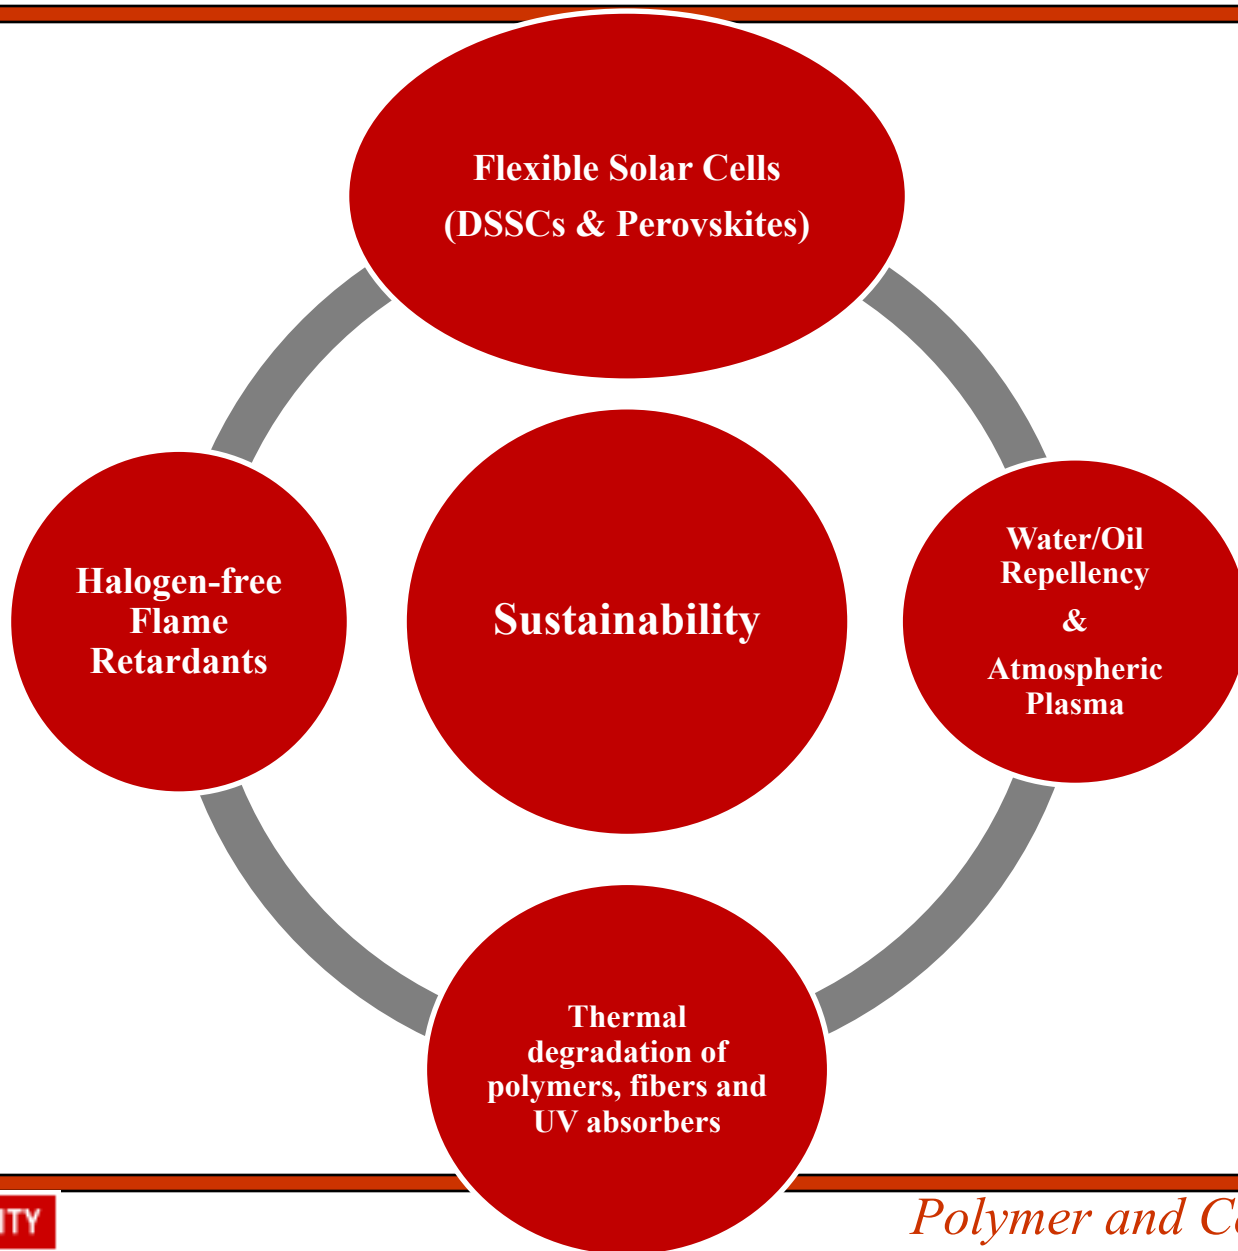 Flexible Solar Cells
(DSSCs & Perovskites)
Halogen-free
Flame
Retardants
Sustainability
Water/Oil
Repellency
&
Atmospheric
Plasma
Thermal
degradation of
polymers, fibers and
UV absorbers
ITY
Polymer and Co